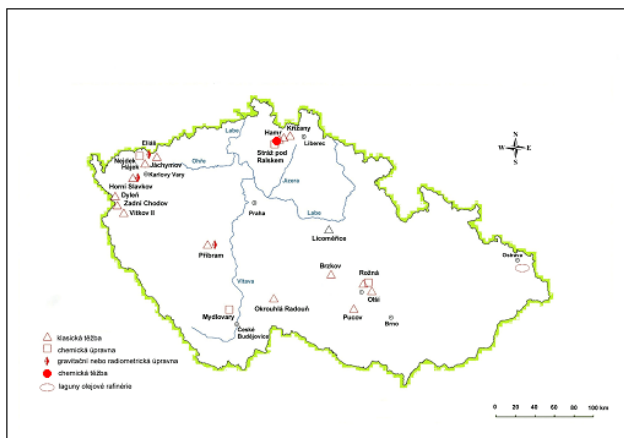 Labe
Eliáš
Hamr
Křižany
Liberec
Nejdek
Hájek
Jáchymov
Ohře
Stráž pod
Ralskem
N
W
E
S
Karlovy Vary
Horní Slavkov
Dyleň
Zadní Chodov
Vítkov II
Jizera
Praha
Labe
Licoměřice
Příbram
Vltava
Brzkov
Rožná
Olší
Ostrava
Mydlovary
Okrouhlá Radouň
Pucov
Brno
České
Budějovice
klasická těžba
chemická úpravna
gravitační nebo radiometrická úpravna
chemická těžba
laguny olejové rafinérie
0 20 40 60 80 100 km